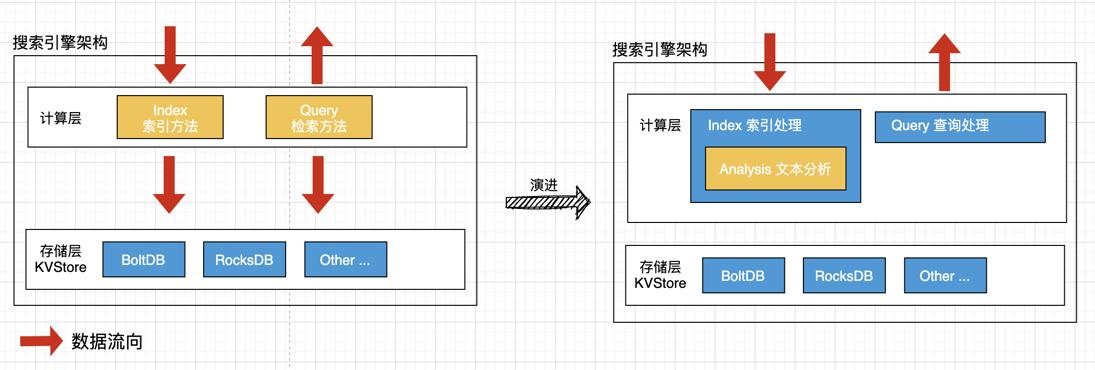 搜索引擎架构
计算层
Index
索引方法
Query
检索方法
存储层
KVStore
BoltDB
RocksDB
Other ...
数据流向
演进
搜索引擎架构
计算层
Index 索引处理
Analysis 文本分析
Query 查询处理
存储层
KVStore
BoltDB
RocksDB
Other ...